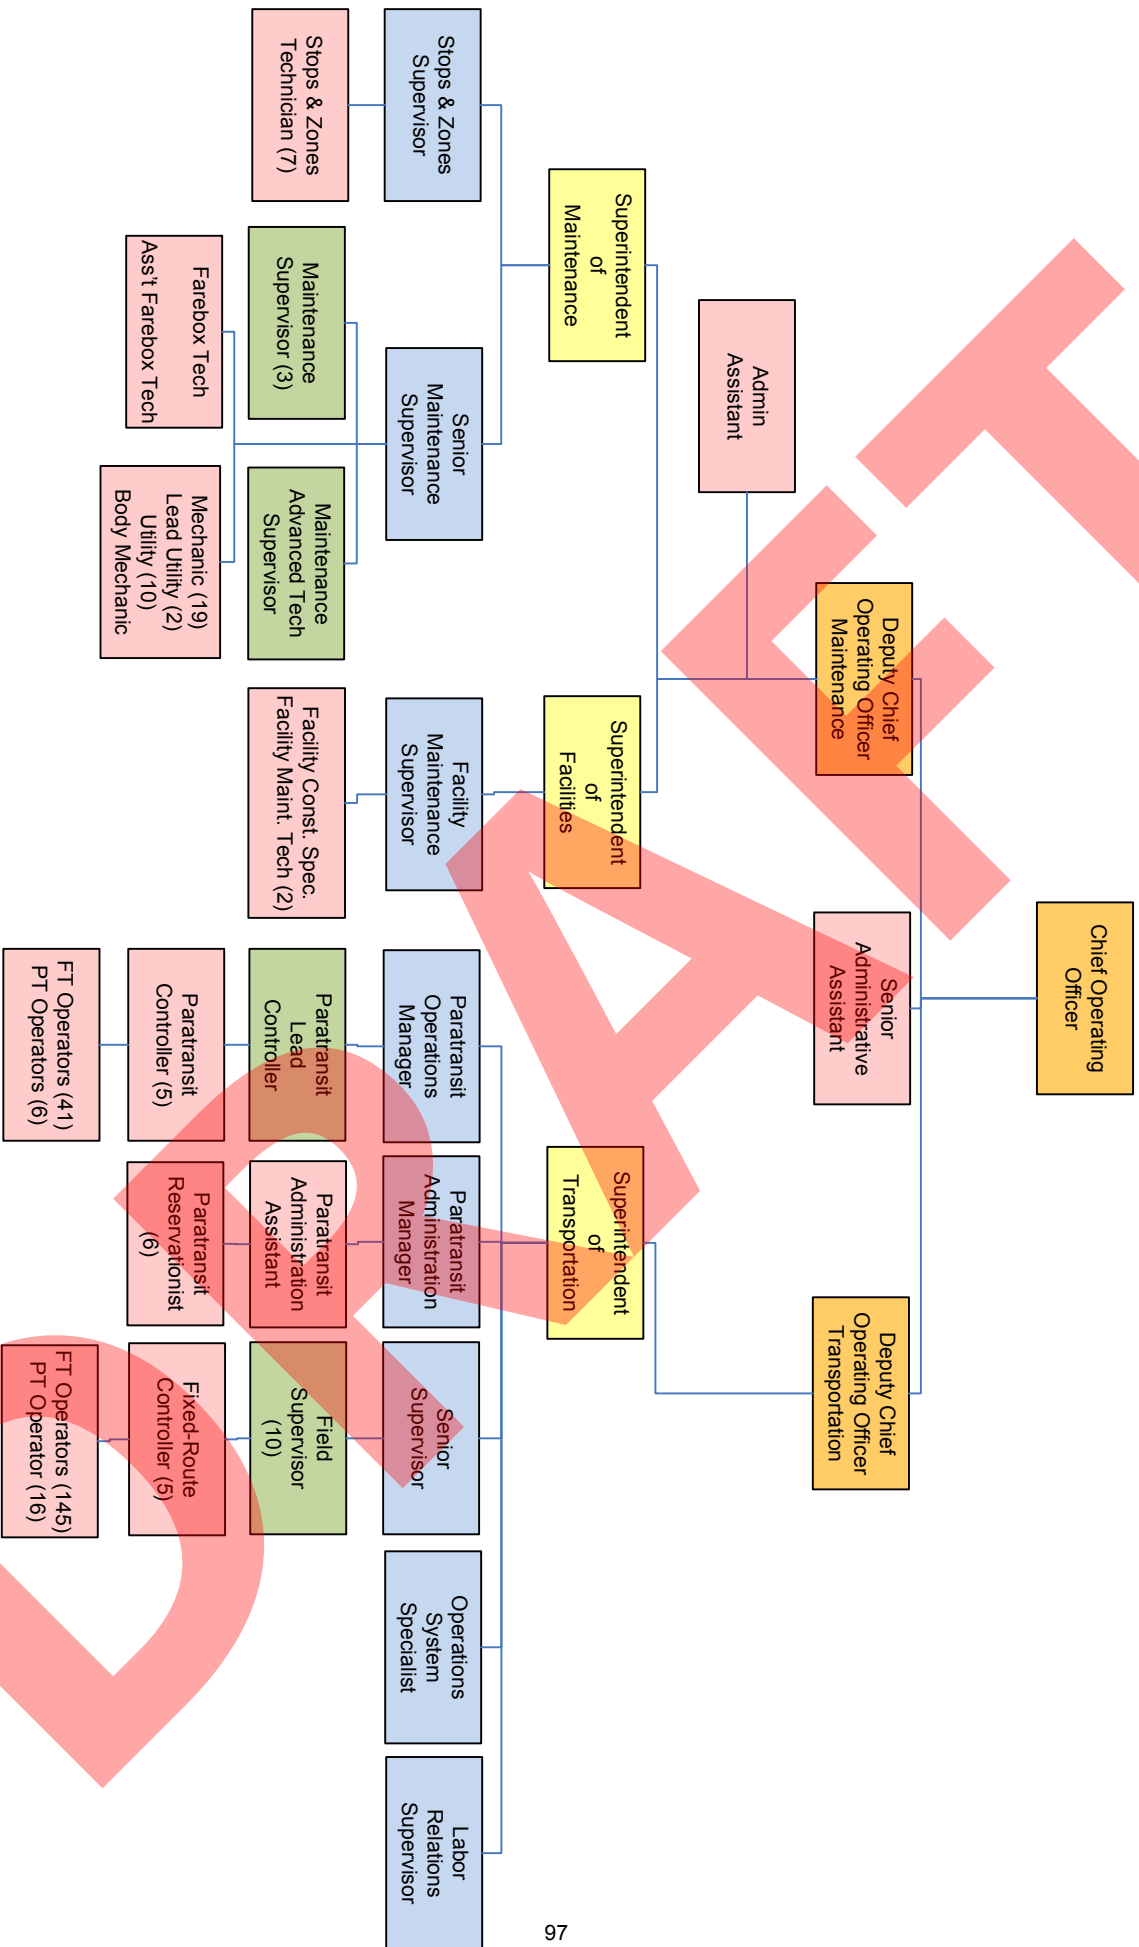 Chief Operating
Officer
Deputy Chief
Operating Officer
Maintenance
Senior
Administrative
Assistant
Deputy Chief
Operating Officer
Transportation
Admin
Assistant
Superintendent
of
Maintenance
Superintendent
of
Facilities
Superintendent
of
Transportation
Stops & Zones
Supervisor
Senior
Maintenance
Supervisor
Facility
Maintenance
Supervisor
Paratransit
Operations
Manager
Paratransit
Administration
Manager
Senior
Supervisor
Operations
System
Specialist
Labor
Relations
Supervisor
Stops & Zones
Technician (7)
Maintenance
Supervisor (3)
Maintenance
Advanced Tech
Supervisor
Facility Const. Spec.
Facility Maint. Tech (2)
Paratransit
Lead
Controller
Paratransit
Administration
Assistant
Field
Supervisor
(10)
Farebox Tech
Ass't Farebox Tech
Mechanic (19)
Lead Utility (2)
Utility (10)
Body Mechanic
Paratransit
Controller (5)
Paratransit
Reservationist
(6)
Fixed-Route
Controller (5)
FT Operators (41)
PT Operators (6)
FT Operators (145)
PT Operator (16)
DRAFT
97